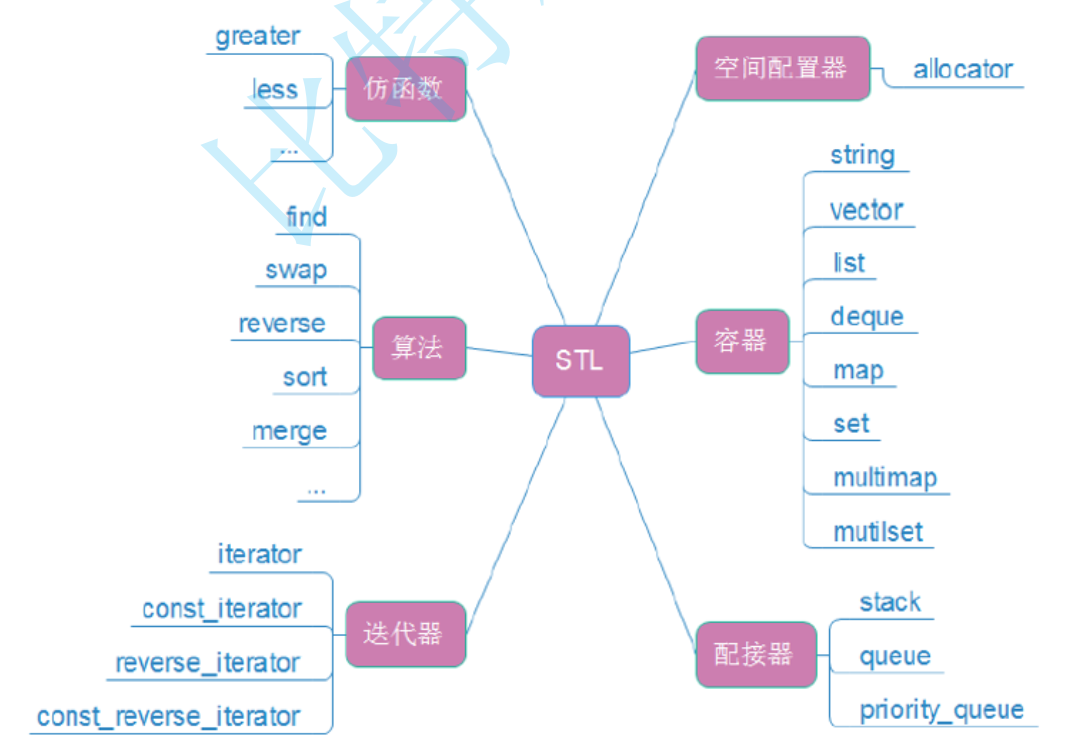 greater
less
...
仿函数
find
swap
reverse
sort
merge
...
算法
iterator
const_iterator
reverse_iterator
const_reverse_iterator
迭代器
STL
空间配置器
allocator
容器
string
vector
list
deque
map
set
multimap
mutilset
配接器
stack
queue
priority_queue
比特